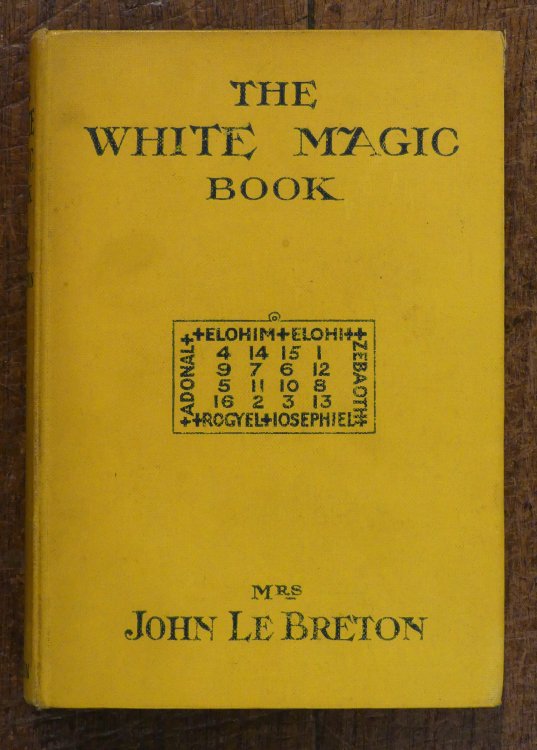 THE
WHITE MAGIC
BOOK
++ELOHIM+ELOHI++
ADONAL++
4 14 15 1
9 7 6 12
5 11 10 8
16 2 3 13
ZEBAOTH++
++ROGYEL+IOSEPHIEL
MRS
JOHN LE BRETON